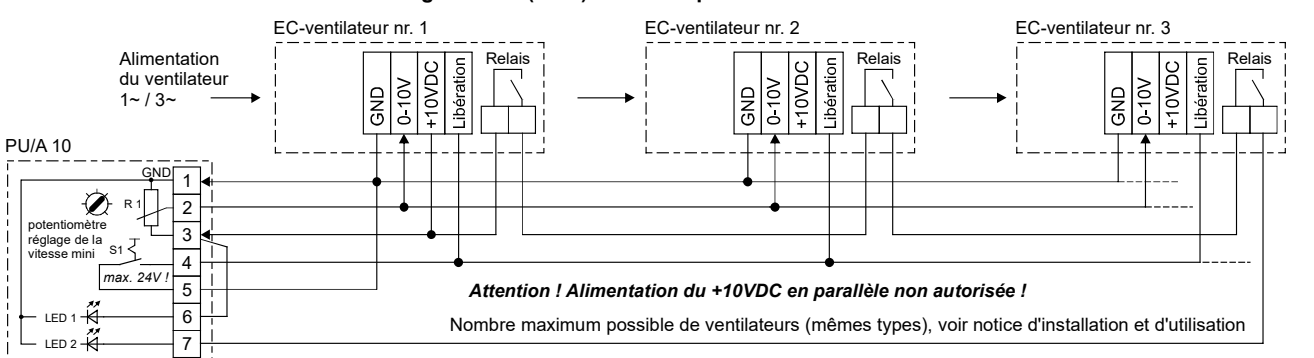 EC-ventilateur nr. 1
EC-ventilateur nr. 2
EC-ventilateur nr. 3
Alimentation
du ventilateur
1~ / 3~
GND
0-10V
+10VDC
Libération
Relais
GND
0-10V
+10VDC
Libération
Relais
GND
0-10V
+10VDC
Libération
Relais
PU/A 10
GND
1
R 1
2
potentiomètre
réglage de la
vitesse mini
3
S1
4
max. 24V !
5
LED 1
6
LED 2
7
Attention ! Alimentation du +10VDC en parallèle non autorisée !
Nombre maximum possible de ventilateurs (mêmes types), voir notice d'installation et d'utilisation